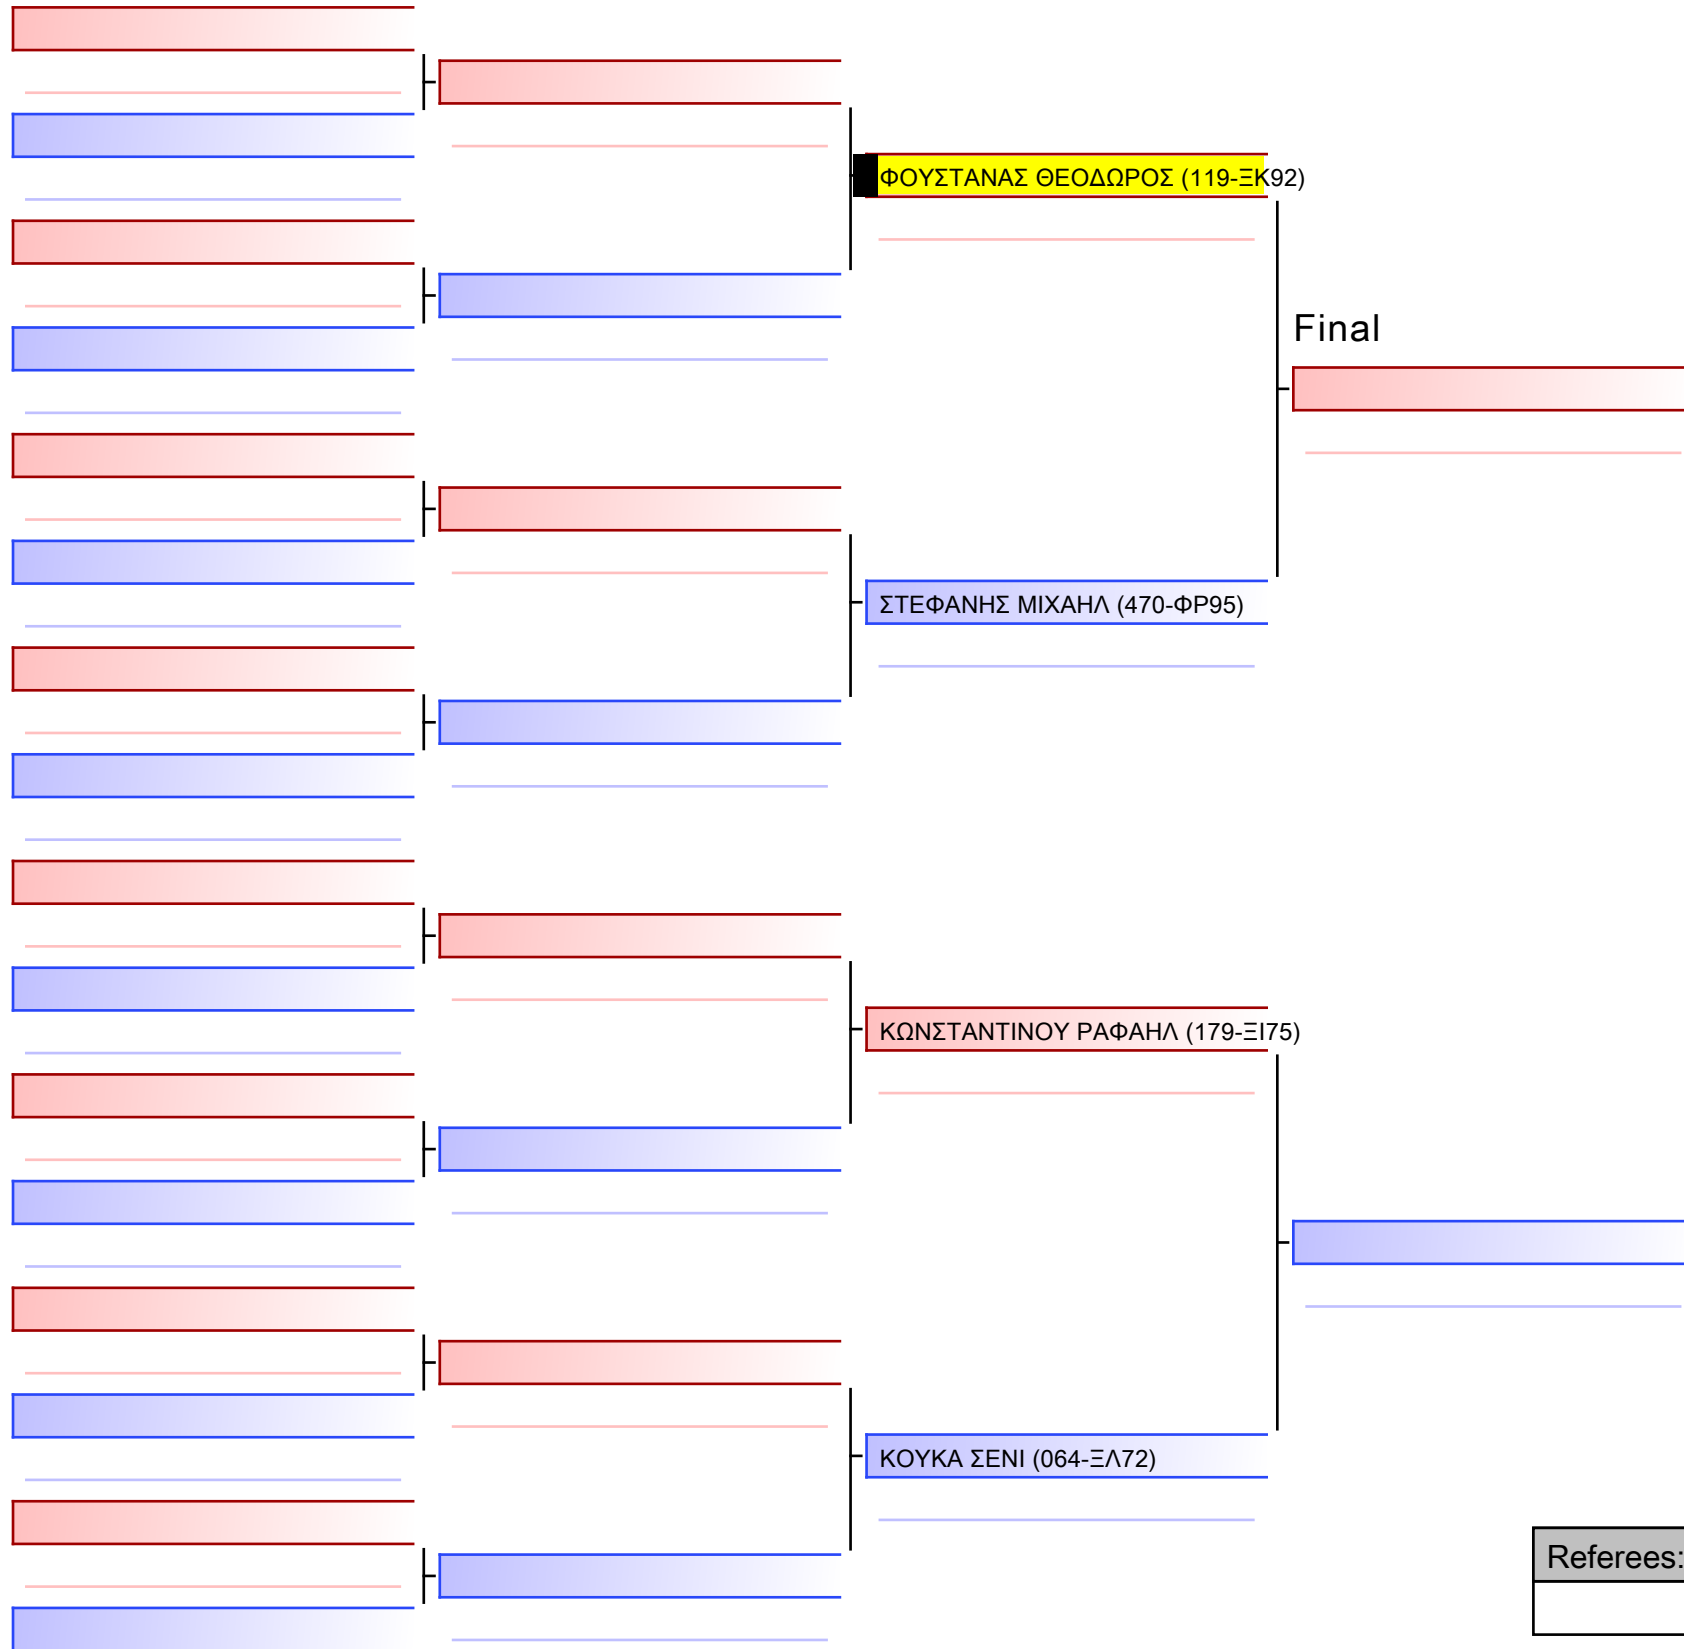 ΦΟΥΣΤΑΝΑΣ ΘΕΟΔΩΡΟΣ (119-ΞΚ92)
Final
ΣΤΕΦΑΝΗΣ ΜΙΧΑΗΛ (470-ΦΡ95)
ΚΩΝΣΤΑΝΤΙΝΟΥ ΡΑΦΑΗΛ (179-ΞΙ75)
ΚΟΥΚΑ ΣΕΝΙ (064-ΞΛ72)
Referees: